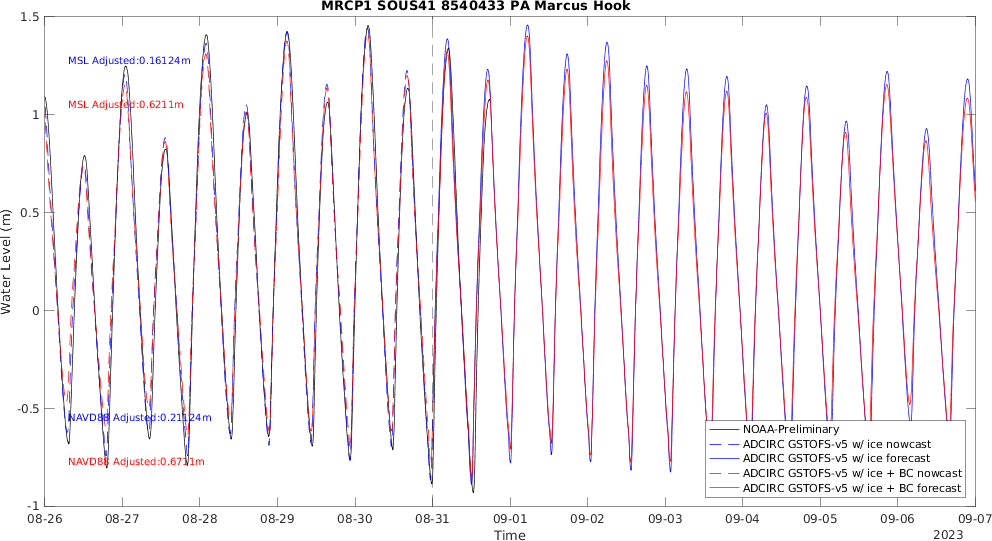 MRCP1 SOUS41 8540433 PA Marcus Hook
1.5
1
0.5
0
-0.5
-1
Water Level (m)
MSL Adjusted:0.16124m
MSL Adjusted:0.6211m
NAVD88 Adjusted:0.21124m
NAVD88 Adjusted:0.6711m
NOAA-Preliminary
ADCIRC GSTOFS-v5 w/ ice nowcast
ADCIRC GSTOFS-v5 w/ ice forecast
ADCIRC GSTOFS-v5 w/ ice + BC nowcast
ADCIRC GSTOFS-v5 w/ ice + BC forecast
08-26 08-27 08-28 08-29 08-30 08-31 09-01 09-02 09-03 09-04 09-05 09-06 09-07
Time
2023